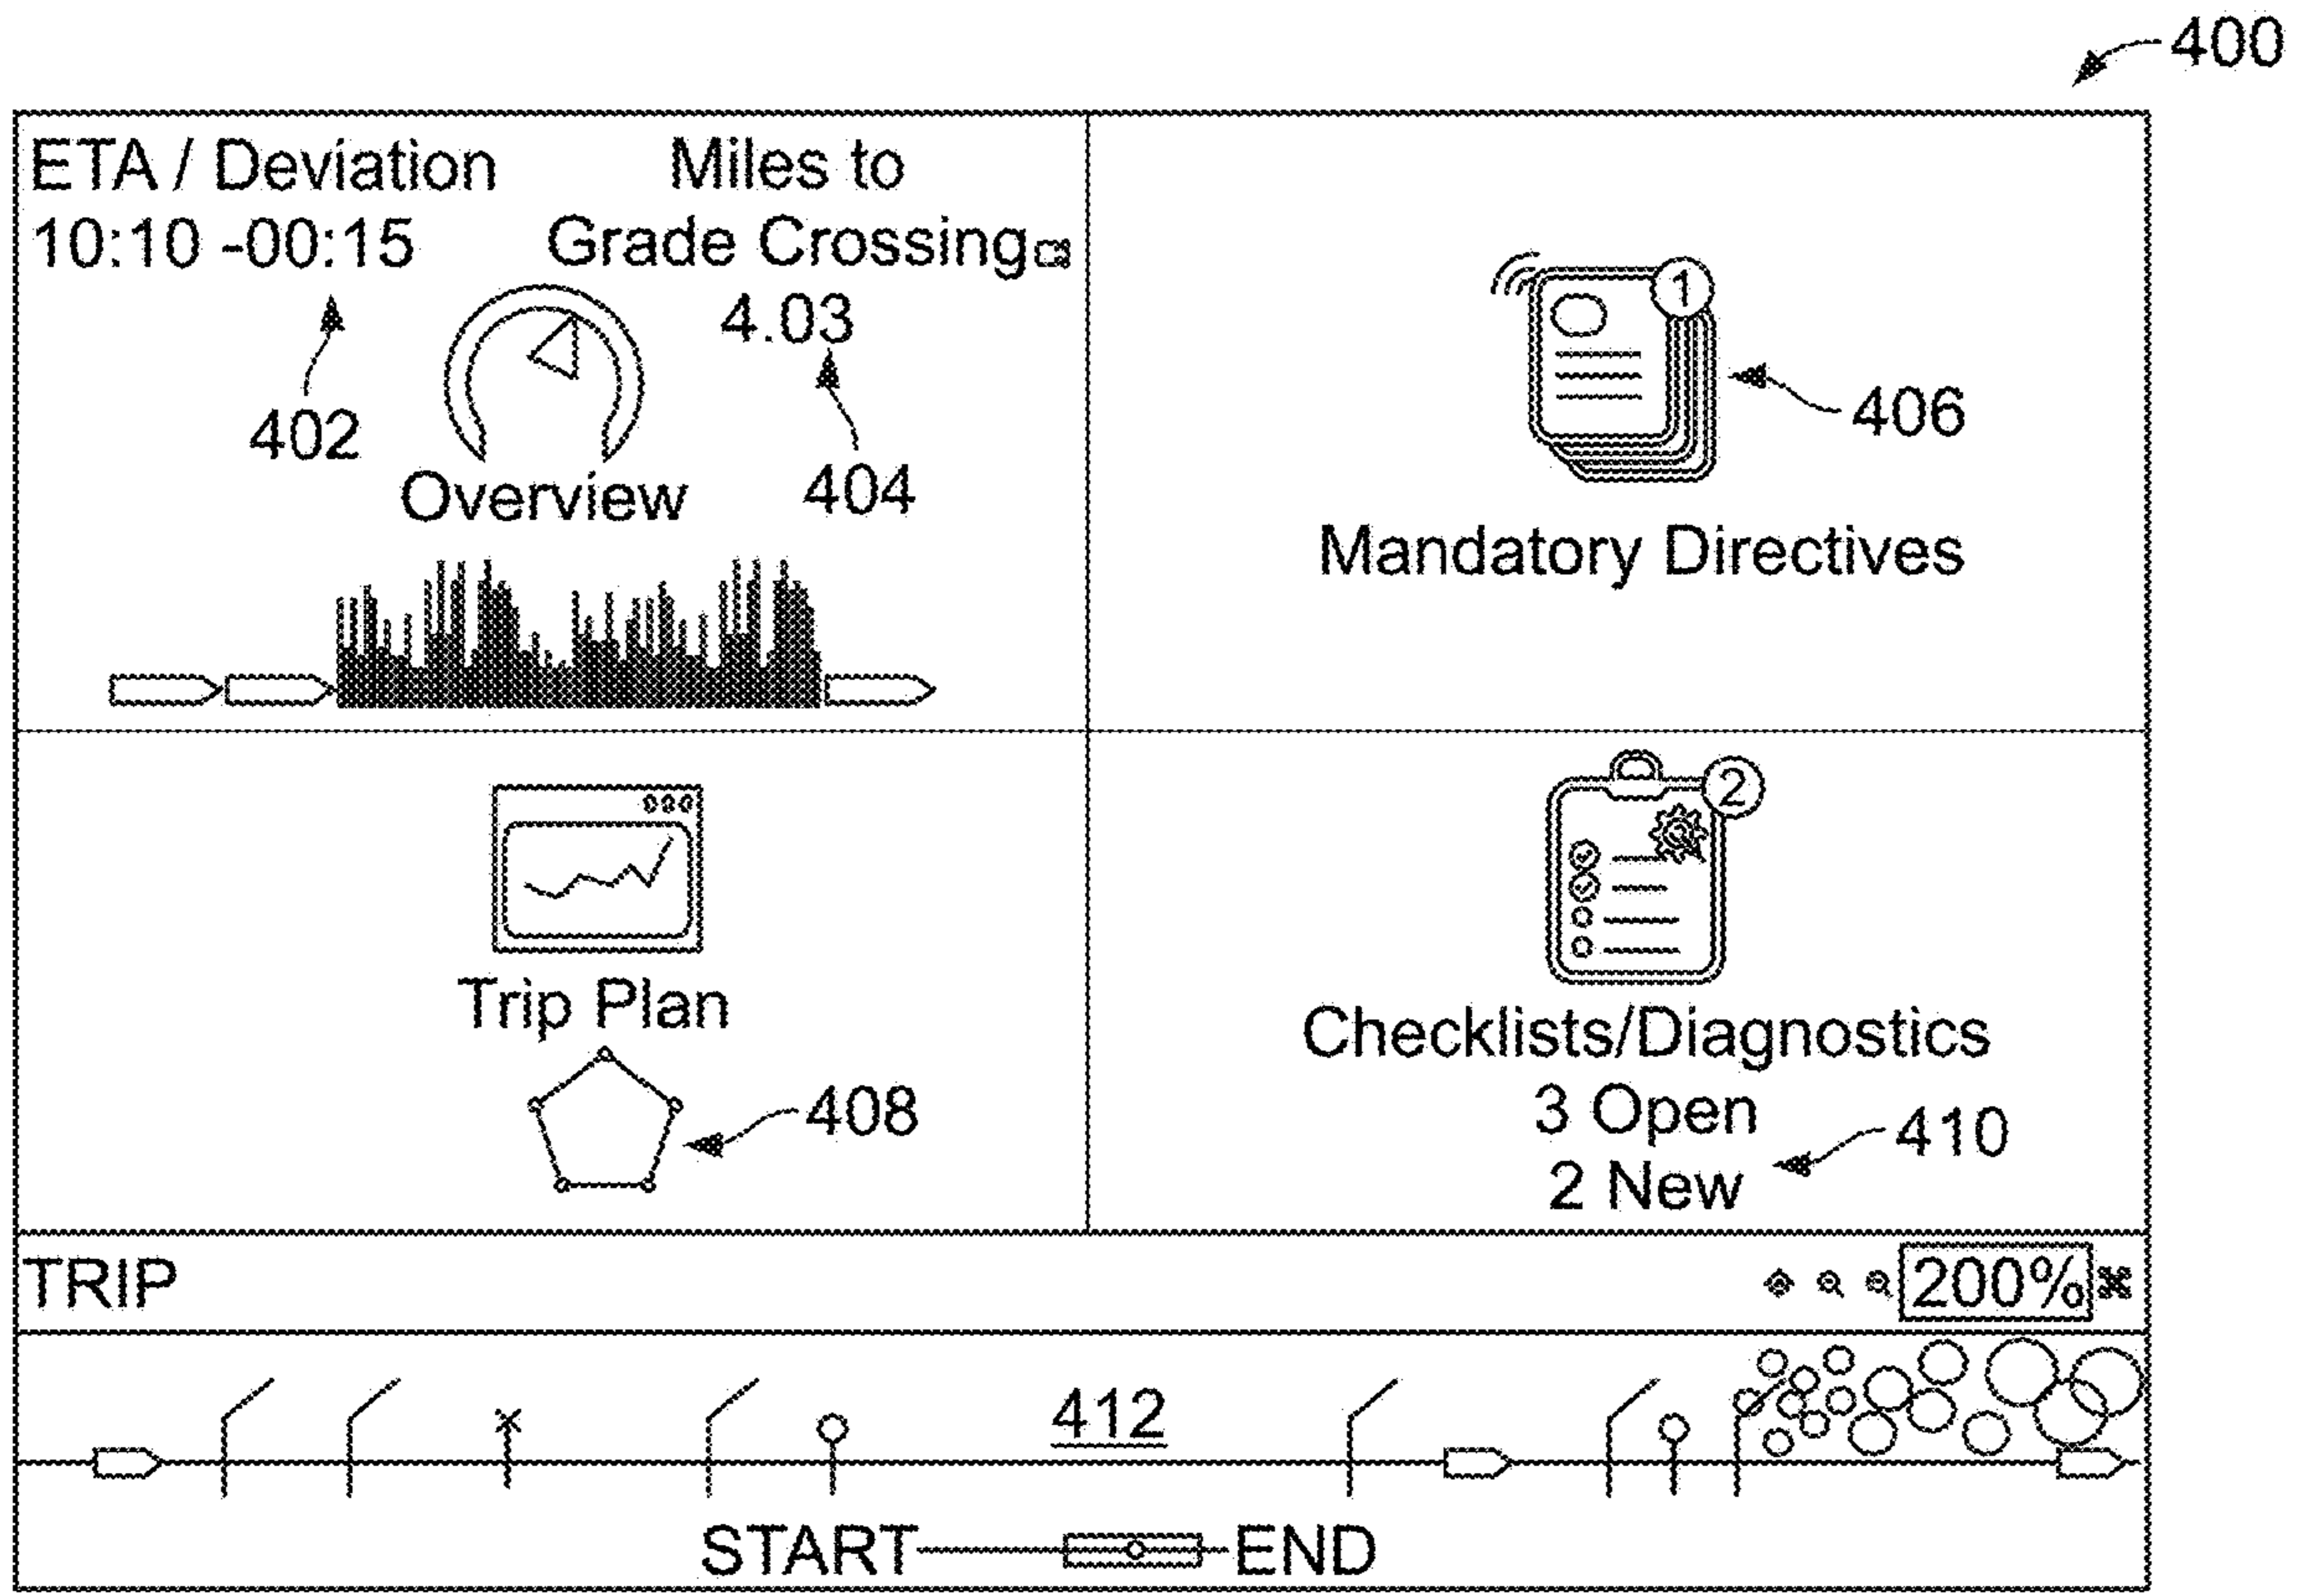 400
ETA / Deviation
10:10 -00:15
Miles to
Grade Crossing
4.03
402
404
Overview
1
406
Mandatory Directives
Trip Plan
408
2
Checklists/Diagnostics
3 Open
2 New
410
TRIP
200%
412
START
END